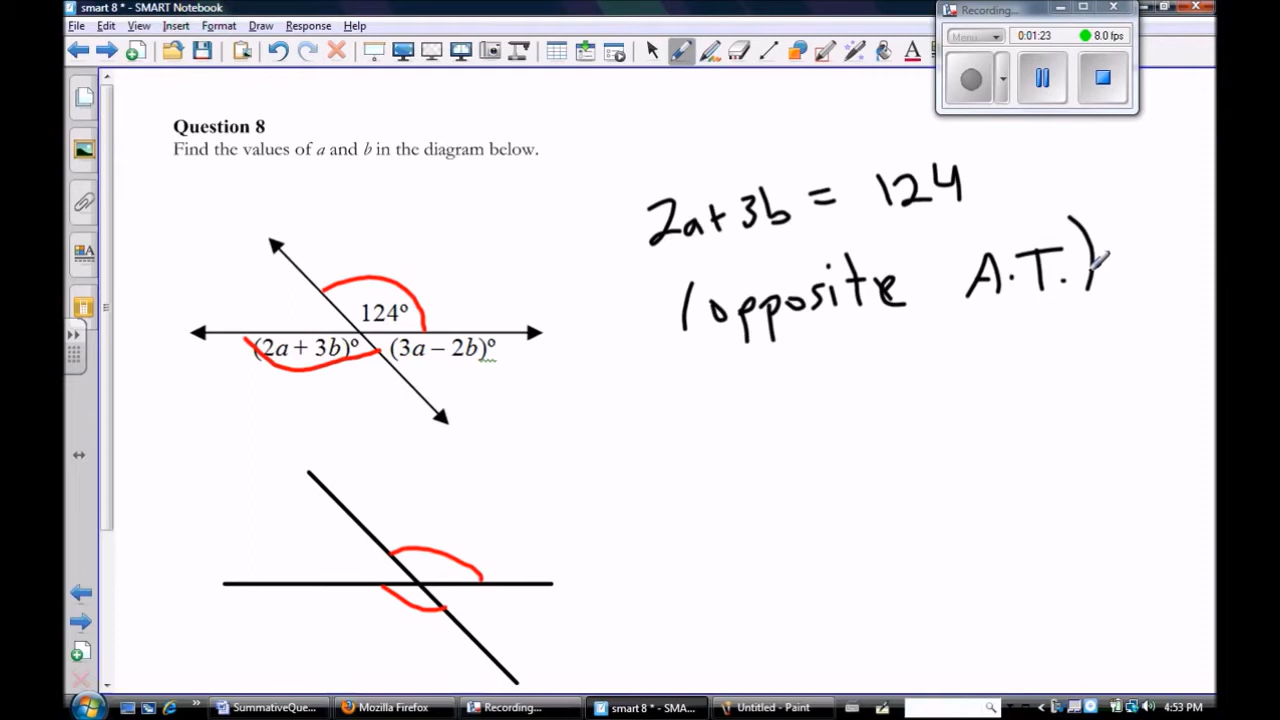 smart 8 * - SMART Notebook
Recording...
File Edit View Insert Format Draw Response Help
Menu
0:01:23
8.0 fps
Question 8
Find the values of a and b in the diagram below.
2a+3b = 124
(opposite A.T.)
124º
(2a + 3b)º (3a – 2b)º
SummativeQue...
Mozilla Firefox
Recording...
smart 8 * - SMA...
Untitled - Paint
4:53 PM